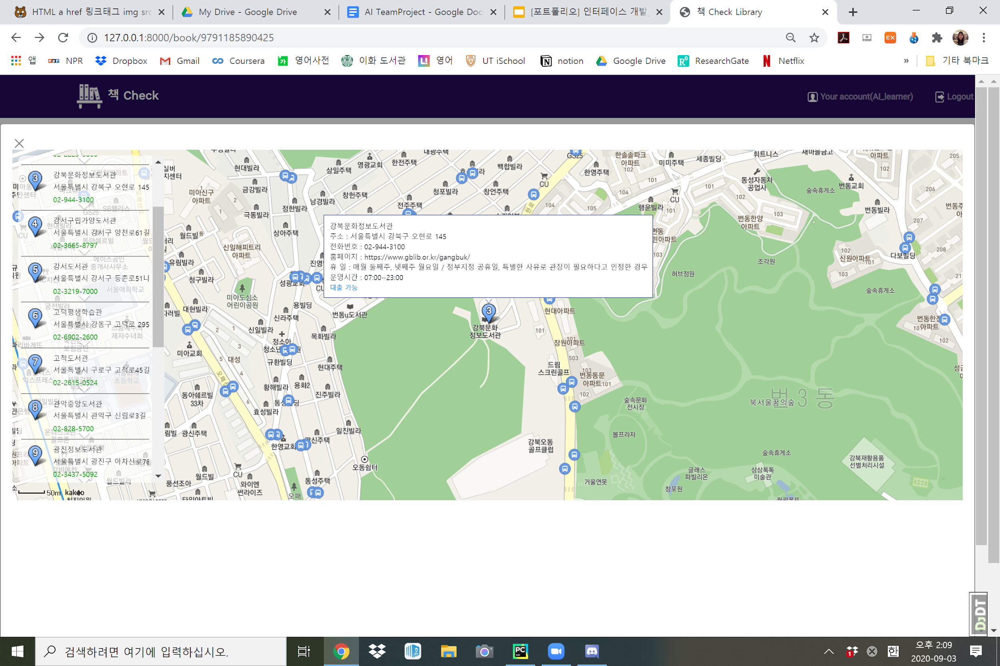 HTML a href 링크태그 img src
My Drive - Google Drive
AI TeamProject - Google Docs
[포트폴리오] 인터페이스 개발_
책 Check Library
127.0.0.1:8000/book/9791185890425
앱
NPR
Dropbox
Gmail
Coursera
영어사전
이화 도서관
영어
UT iSchool
notion
Google Drive
ResearchGate
Netflix
»
기타 북마크
책 Check
Your account(AI_learner)
Logout
3
강북문화정보도서관
서울특별시 강북구 오현로 145
02-944-3100
4
강서구립가양도서관
서울특별시 강서구 양천로61길
02-3665-8797
5
강서도서관
서울특별시 강서구 등촌로51나
02-3219-7000
6
고덕평생학습관
서울특별시 강동구 고덕로 295
02-6902-2600
7
고척도서관
서울특별시 구로구 고척로45길
02-2615-0524
8
관악중앙도서관
서울특별시 관악구 신림로3길
02-828-5700
9
광진정보도서관
서울특별시 광진구 아차산로78
02-3437-5092
50m kakao
강북문화정보도서관
주소 : 서울특별시 강북구 오현로 145
전화번호 : 02-944-3100
홈페이지 : https://www.gblib.or.kr/gangbuk/
휴 일 : 매월 둘째주, 넷째주 월요일 / 정부지정 공휴일, 특별한 사유로 관장이 필요하다고 인정한 경우
운영시간 : 07:00~23:00
대출 가능
현대빌라
삼일주택
영광교회
한전주택
대광주택
백합빌라
GS25
한영주택
한솔솔파크
아파트
미미주택
세종빌딩
휘트니스
새마을금고
금강빌라
미아신구
아파트
극동빌라
정한빌라
남경빌라
창헌주택
전주주택
청포빌라
창언주택
CU
CU
행운빌라
동성자동차
공업사
숲속휴게소
번동교회
번동빌라
번동한양
아파트
월드빌
상아주택
신일해피트리
아파트
유림빌라
청구빌라
성광교회
미아도심소
어린이공원
대현빌라
용빌딩
신라주택
번동u도서관
신일빌라
목화빌라
미아교회
대성
규환빌딩
현대주택
황해빌라
용화2
진주빌라
동아쉐르빌
33차
효성빌라
일진빌라
광신주택
한영교회
광신주택
오동쉼터
월드빌
CU
풍선조아
와이엔
썬라이즈
동성주택
오패
3
강북문화
정보도서관
현대아파트
장원아파트
드림
스크린골프
번동동문
아파트101
강북오동
골프클럽
조각원
허브정원
숲속휴게소
신원아파트
다보빌딩
번3동
북서울꿈의숲
숲속문화
전시장
볼프라자
거울연못
글래스
파빌리온
상상톡톡
미술관
창포원
숲속휴게소
강북재활용품
선별처리시설
DjDT
검색하려면 여기에 입력하십시오.
한
오후 2:09
2020-09-03